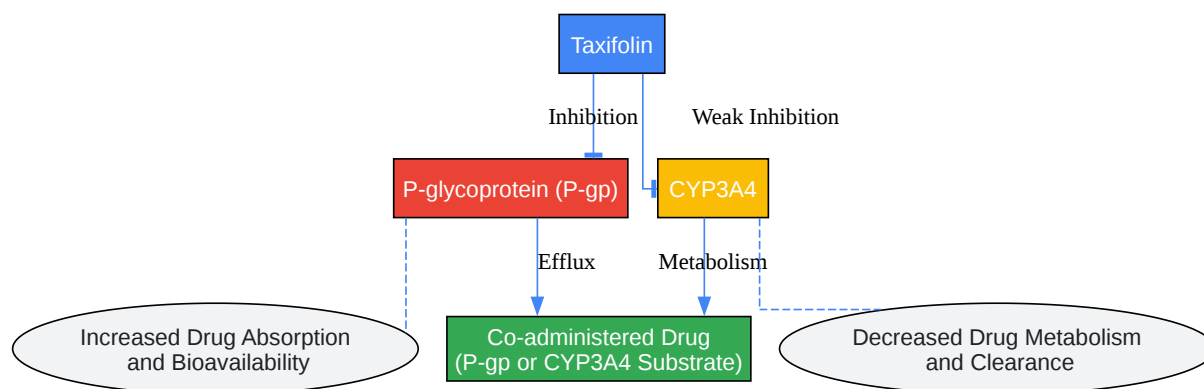 Taxifolin
Inhibition
Weak Inhibition
P-glycoprotein (P-gp)
CYP3A4
Efflux
Metabolism
Increased Drug Absorption
and Bioavailability
Co-administered Drug
(P-gp or CYP3A4 Substrate)
Decreased Drug Metabolism
and Clearance